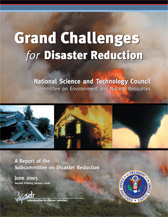 Grand Challenges
for Disaster Reduction
National Science and Technology Council
Committee on Environment and Natural Resources
A Report of the
Subcommittee on Disaster Reduction
June 2005